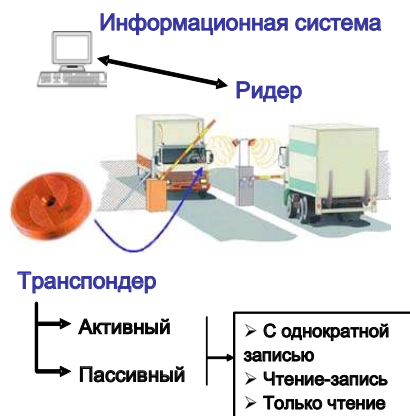 Информационная система
Ридер
Транспондер
Активный
Пассивный
➢ С однократной
записью
➢ Чтение-запись
➢ Только чтение